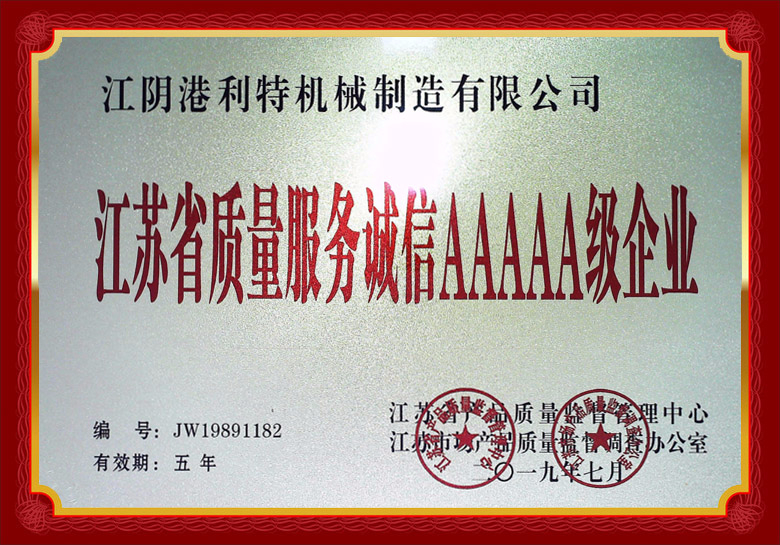 江阴港利特机械制造有限公司
江苏省质量服务诚信AAAAA级企业
编 号: JW19891182
有效期: 五 年
江苏省产品质量监督管理中心
江苏市场产品质量监督调查办公室
二〇一九年七月